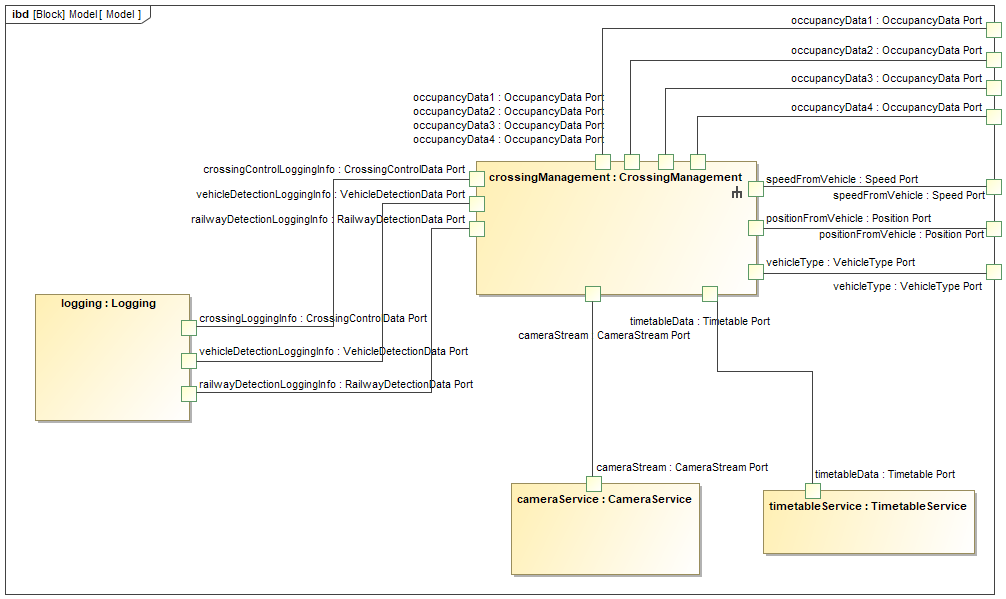 ibd [Block] Model[ Model ]
occupancyData1 : OccupancyData Port
occupancyData2 : OccupancyData Port
occupancyData3 : OccupancyData Port
occupancyData4 : OccupancyData Port
occupancyData1 : OccupancyData Port
occupancyData2 : OccupancyData Port
occupancyData3 : OccupancyData Port
occupancyData4 : OccupancyData Port
crossingControlLoggingInfo : CrossingControlData Port
vehicleDetectionLoggingInfo : VehicleDetectionData Port
railwayDetectionLoggingInfo : RailwayDetectionData Port
crossingManagement : CrossingManagement
speedFromVehicle : Speed Port
speedFromVehicle : Speed Port
positionFromVehicle : Position Port
positionFromVehicle : Position Port
vehicleType : VehicleType Port
vehicleType : VehicleType Port
logging : Logging
crossingLoggingInfo : CrossingControlData Port
vehicleDetectionLoggingInfo : VehicleDetectionData Port
railwayDetectionLoggingInfo : RailwayDetectionData Port
timetableData : Timetable Port
cameraStream : CameraStream Port
cameraStream : CameraStream Port
timetableData : Timetable Port
cameraService : CameraService
timetableService : TimetableService